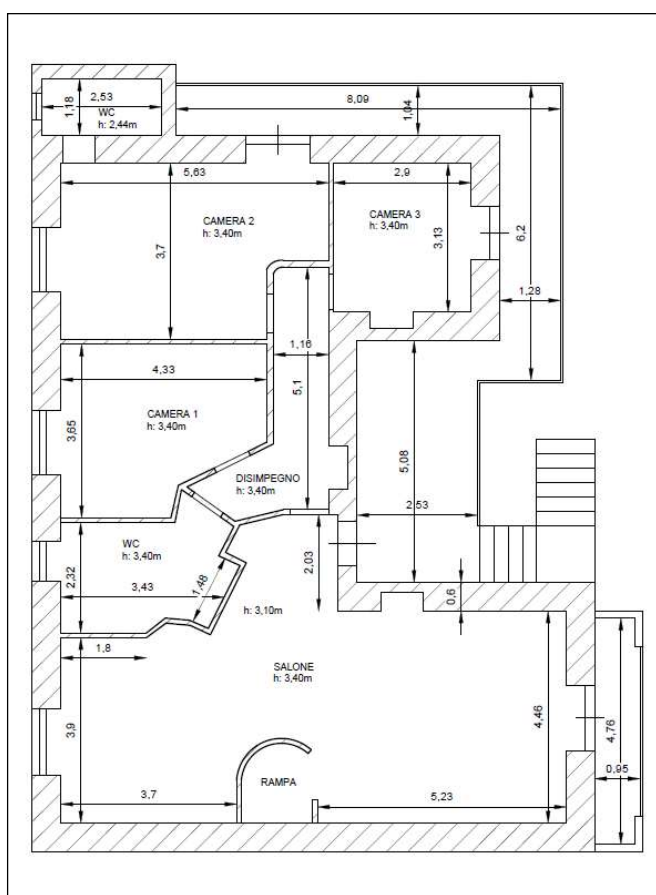 2,53
1,18
WC
h: 2,44m
8,09
1,04
5,63
2,9
CAMERA 2
h: 3,40m
CAMERA 3
h: 3,40m
3,7
3,13
6,2
1,28
1,16
4,33
5,1
CAMERA 1
h: 3,40m
3,65
5,08
DISIMPEGNO
h: 3,40m
2,53
WC
h: 3,40m
2,32
3,43
1,48
2,03
h: 3,10m
0,6
1,8
SALONE
h: 3,40m
3,9
4,46
4,76
0,95
RAMPA
3,7
5,23